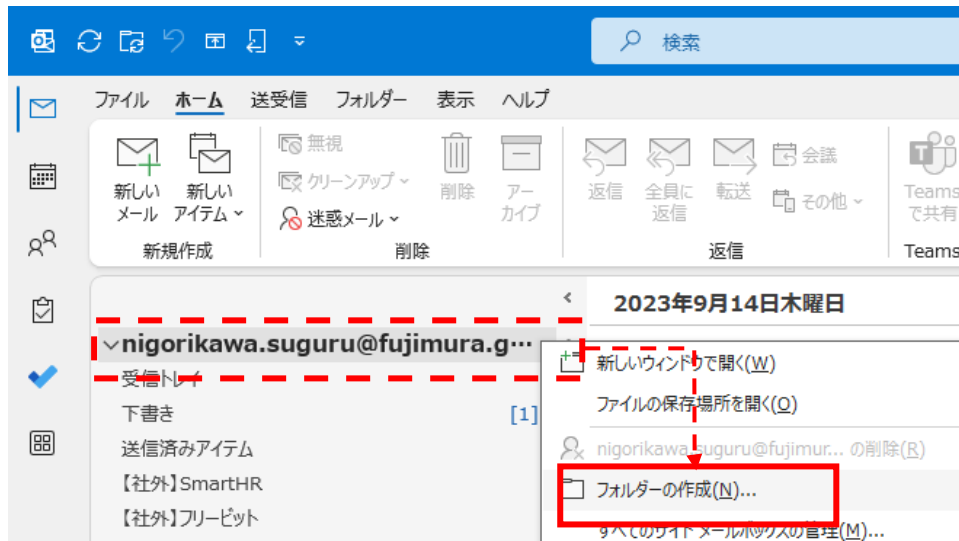 検索
ファイル ホーム 送受信 フォルダー 表示 ヘルプ
新しい
メール
新しい
アイテム
新規作成
無視
クリーンアップ
迷惑メール
削除
アー
カイブ
削除
返信
全員に
返信
転送
会議
その他
返信
Teams
で共有
Teams
2023年9月14日木曜日
nigorikawa.suguru@fujimura.g…
受信トレイ
下書き [1]
送信済みアイテム
【社外】SmartHR
【社外】フリービット
新しいウィンドウで開く(W)
ファイルの保存場所を開く(O)
nigorikawa.suguru@fujimur... の削除(R)
フォルダーの作成(N)...
すべてのサイト メールボックスの管理(M)...